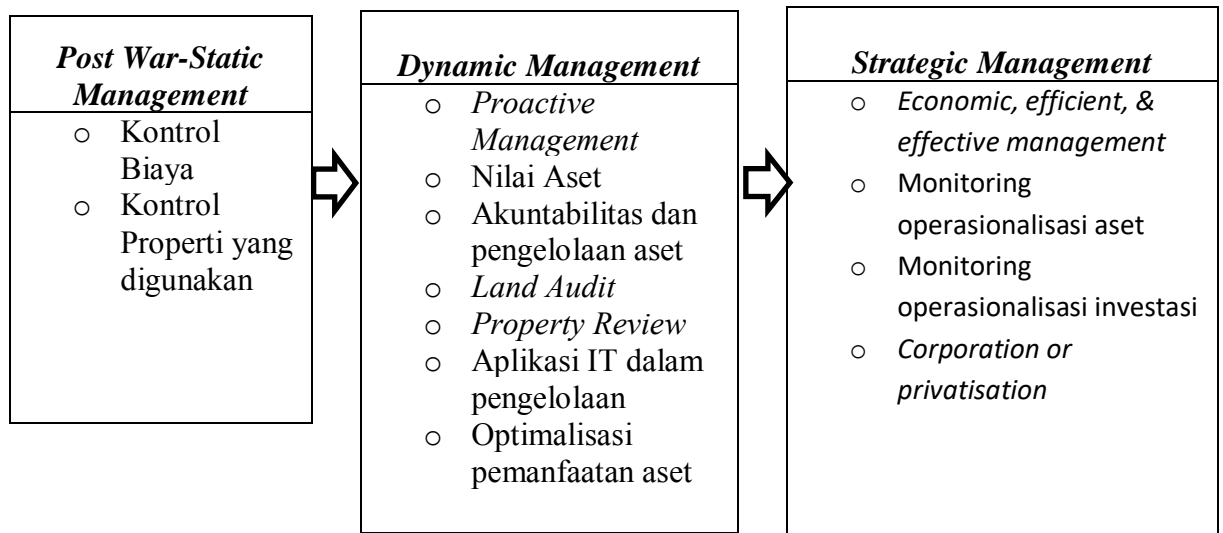 Post War-Static
Management
o Kontrol
Biaya
o Kontrol
Properti yang
digunakan
Dynamic Management
o Proactive
Management
o Nilai Aset
o Akuntabilitas dan
pengelolaan aset
o Land Audit
o Property Review
o Aplikasi IT dalam
pengelolaan
o Optimalisasi
pemanfaatan aset
Strategic Management
o Economic, efficient, &
effective management
o Monitoring
operasionalisasi aset
o Monitoring
operasionalisasi investasi
o Corporation or
privatisation